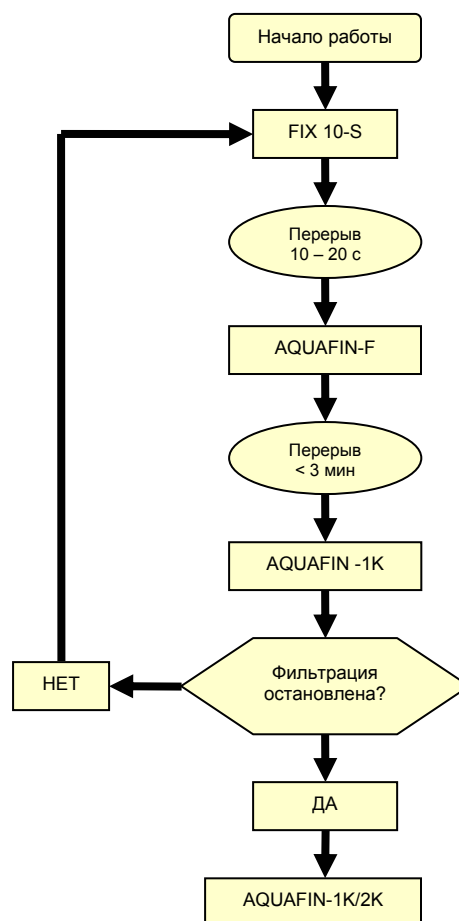 Начало работы
FIX 10-S
Перерыв
10 – 20 с
AQUAFIN-F
Перерыв
< 3 мин
AQUAFIN -1K
Фильтрация
остановлена?
НЕТ
ДА
AQUAFIN-1K/2K